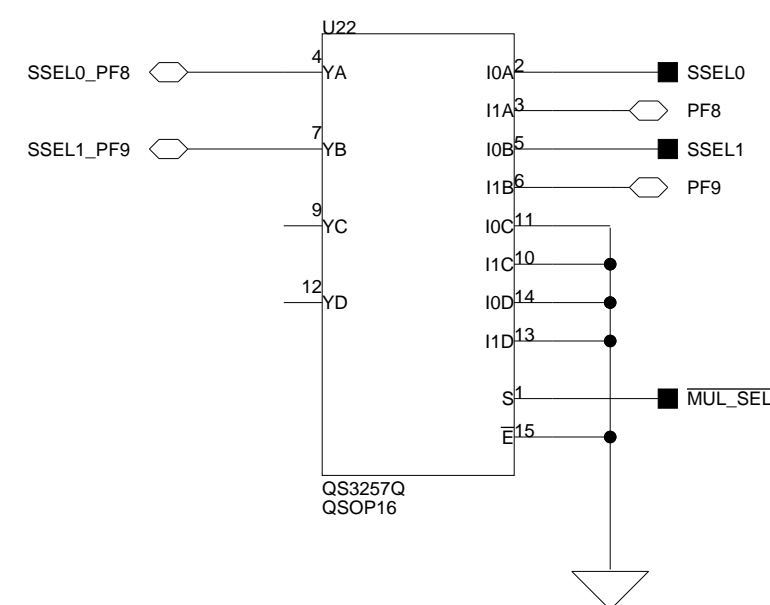 U22
SSEL0_PF8 4 YA I0A 2 SSEL0
I1A 3 PF8
SSEL1_PF9 7 YB I0B 5 SSEL1
I1B 6 PF9
9 YC I0C 11
I1C 10
12 YD I0D 14
I1D 13
S 1 MUL_SEL
E 15
QS3257Q
QSOP16